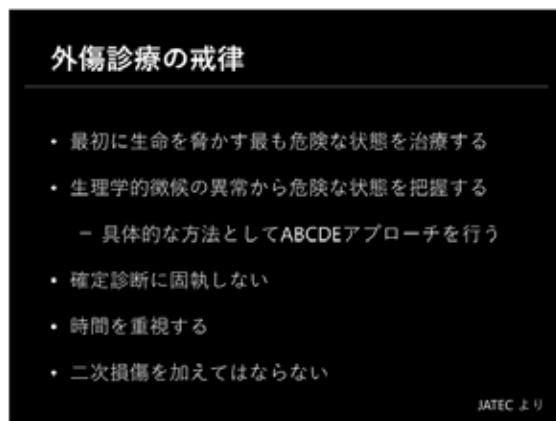 外傷診療の戒律
• 最初に生命を脅かす最も危険な状態を治療する
• 生理学的徴候の異常から危険な状態を把握する
– 具体的な方法としてABCDEアプローチを行う
• 確定診断に固執しない
• 時間を重視する
• 二次損傷を加えてはならない
JATEC より